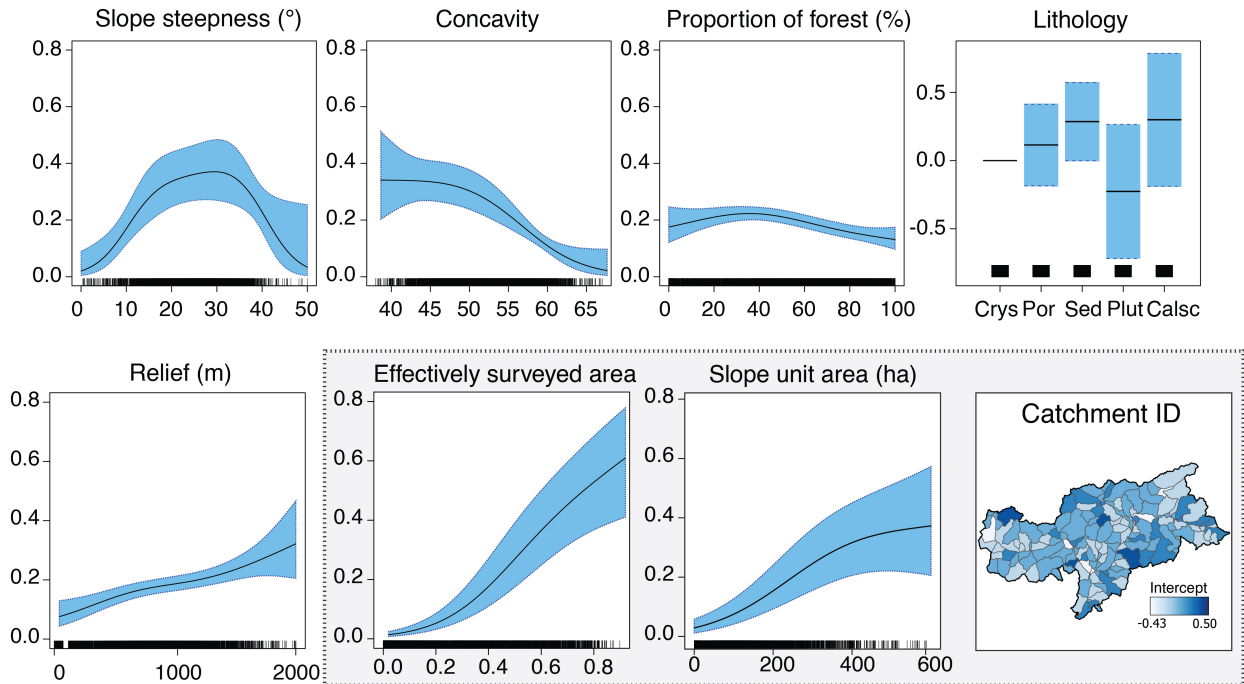 Slope steepness (°)
Concavity
Proportion of forest (%)
Lithology
0.8
0.6
0.4
0.2
0.0
0 10 20 30 40 50
0.8
0.6
0.4
0.2
0.0
40 45 50 55 60 65
0.8
0.6
0.4
0.2
0.0
0 20 40 60 80 100
0.5
0.0
-0.5
Crys Por Sed Plut Calsc
Relief (m)
Effectively surveyed area
Slope unit area (ha)
Catchment ID
0.8
0.6
0.4
0.2
0.0
0 1000 2000
0.8
0.6
0.4
0.2
0.0
0.0 0.2 0.4 0.6 0.8
0.8
0.6
0.4
0.2
0.0
0 200 400 600
Intercept
-0.43 0.50